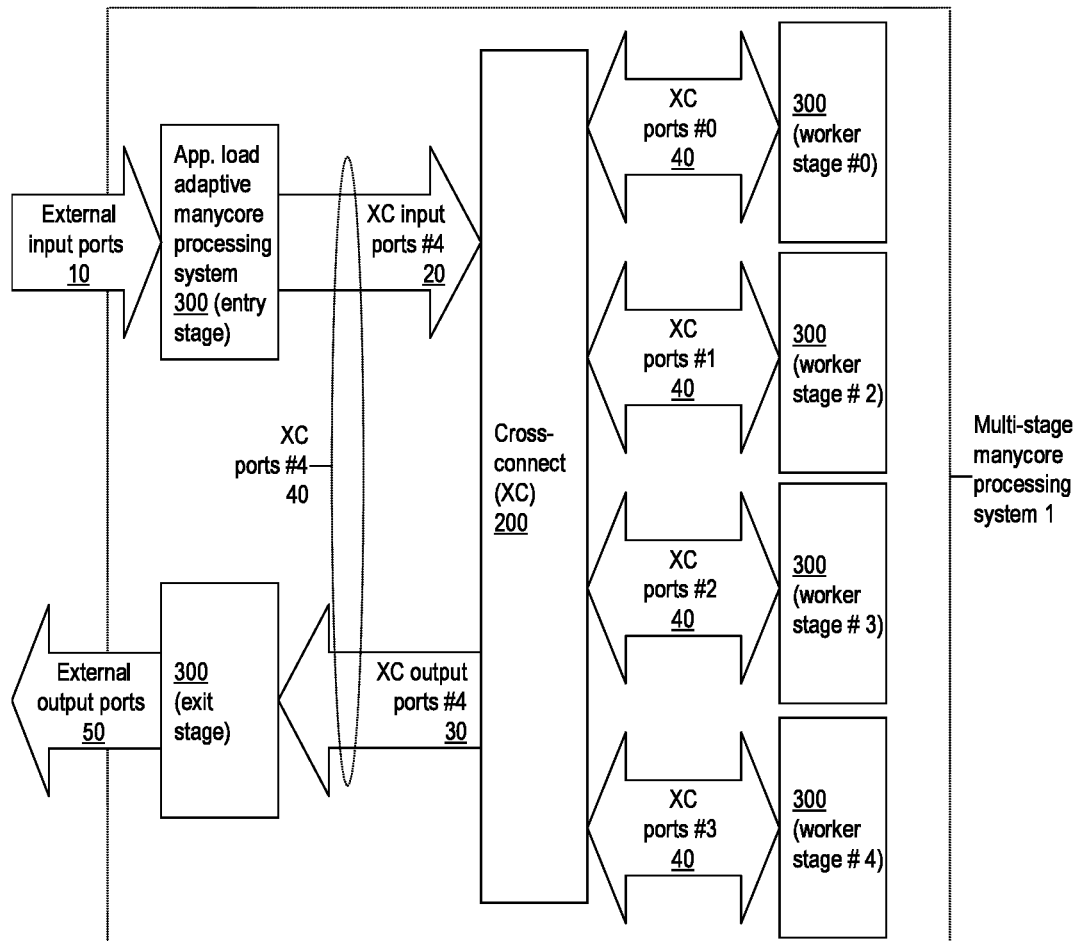 App. load
adaptive
manycore
processing
system
300 (entry
stage)
External
input ports
10
XC input
ports #4
20
XC
ports #4
40
External
output ports
50
300
(exit
stage)
XC output
ports #4
30
Cross-
connect
(XC)
200
XC
ports #0
40
300
(worker
stage #0)
XC
ports #1
40
300
(worker
stage # 2)
XC
ports #2
40
300
(worker
stage # 3)
XC
ports #3
40
300
(worker
stage # 4)
Multi-stage
manycore
processing
system 1